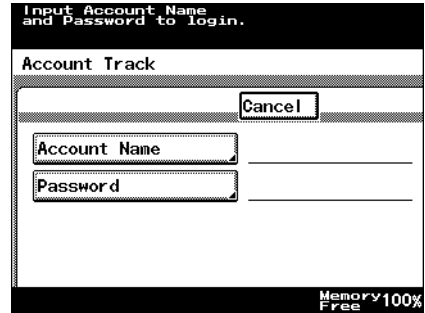 Input Account Name
and Password to login.
Account Track
Cancel
Account Name
Password
Memory 100%
Free